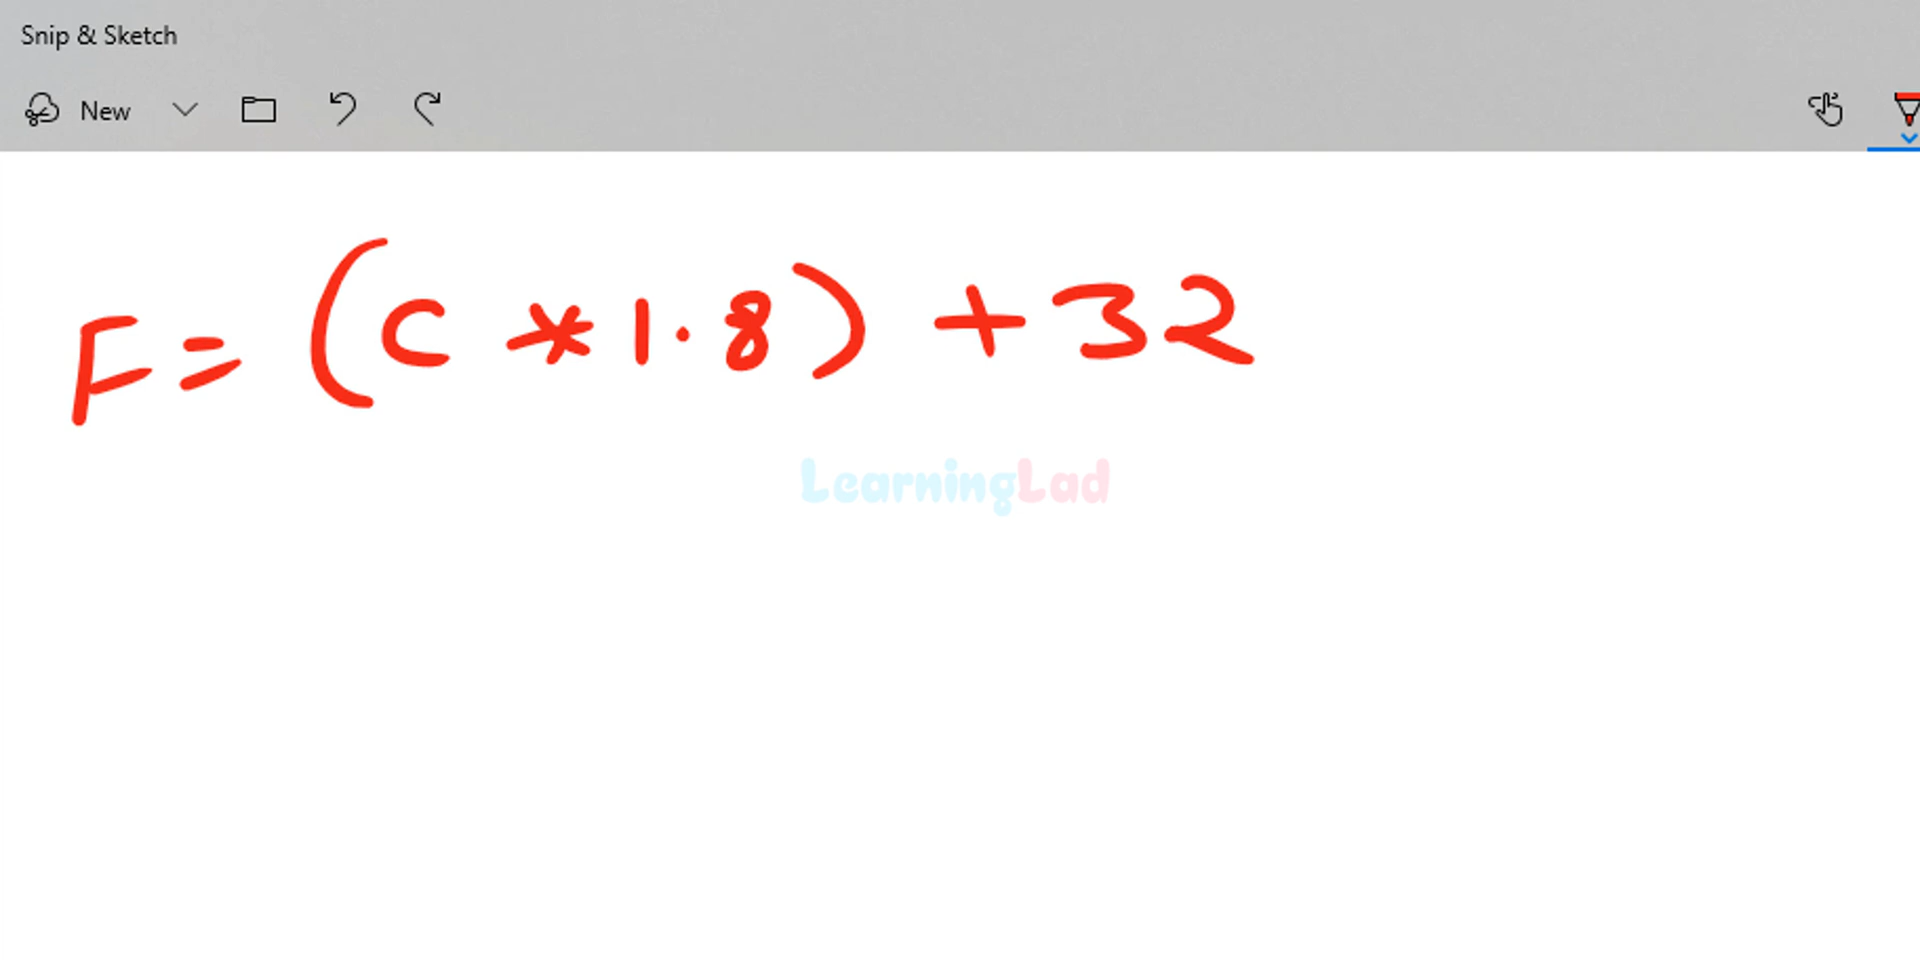 Snip & Sketch
New
F = (C * 1.8) + 32
LearningLad